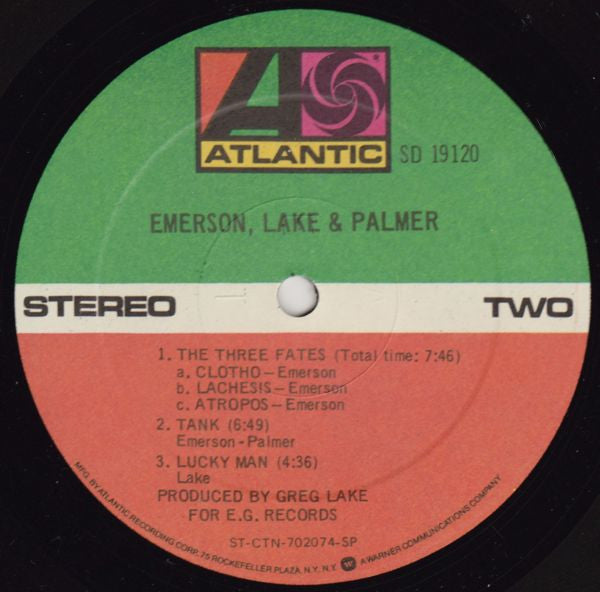 ATLANTIC
SD 19120
EMERSON, LAKE & PALMER
STEREO TWO
1. THE THREE FATES (Total time: 7:46)
a. CLOTHO – Emerson
b. LACHESIS – Emerson
c. ATROPOS – Emerson
2. TANK (6:49)
Emerson - Palmer
3. LUCKY MAN (4:36)
Lake
PRODUCED BY GREG LAKE
FOR E.G. RECORDS
ST-CTN-702074-SP
MFG. BY ATLANTIC RECORDING CORP. 75 ROCKEFELLER PLAZA, N.Y. N.Y. W A WARNER COMMUNICATIONS COMPANY